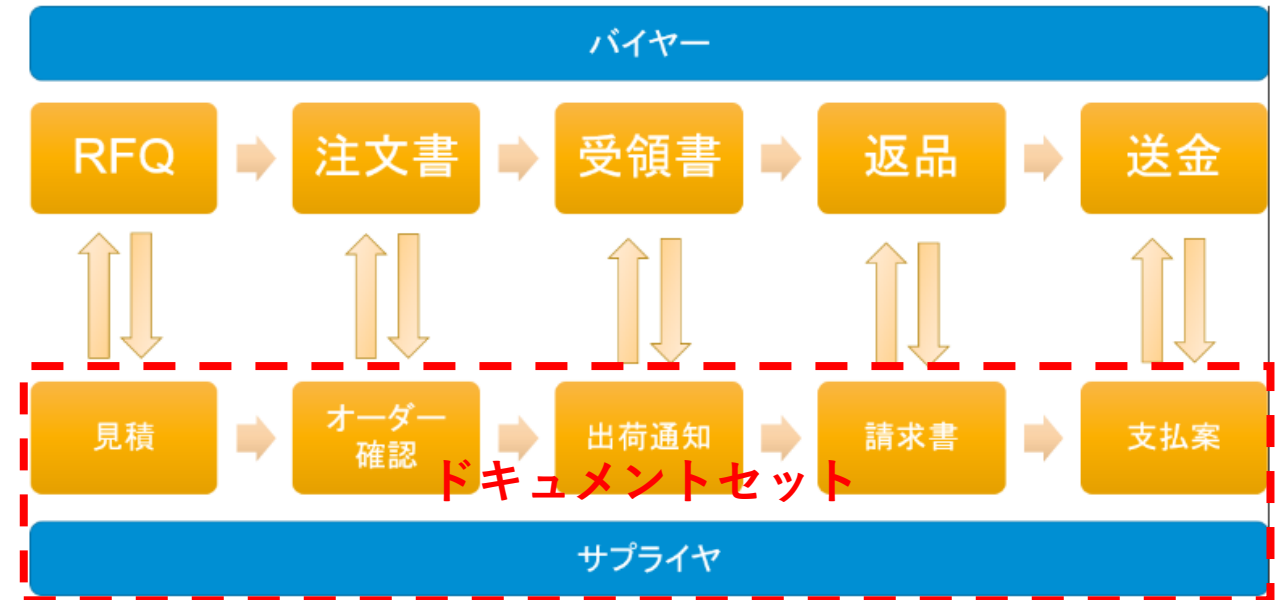 バイヤー
RFQ
注文書
受領書
返品
送金
見積
オーダー
確認
出荷通知
請求書
支払案
ドキュメントセット
サプライヤ